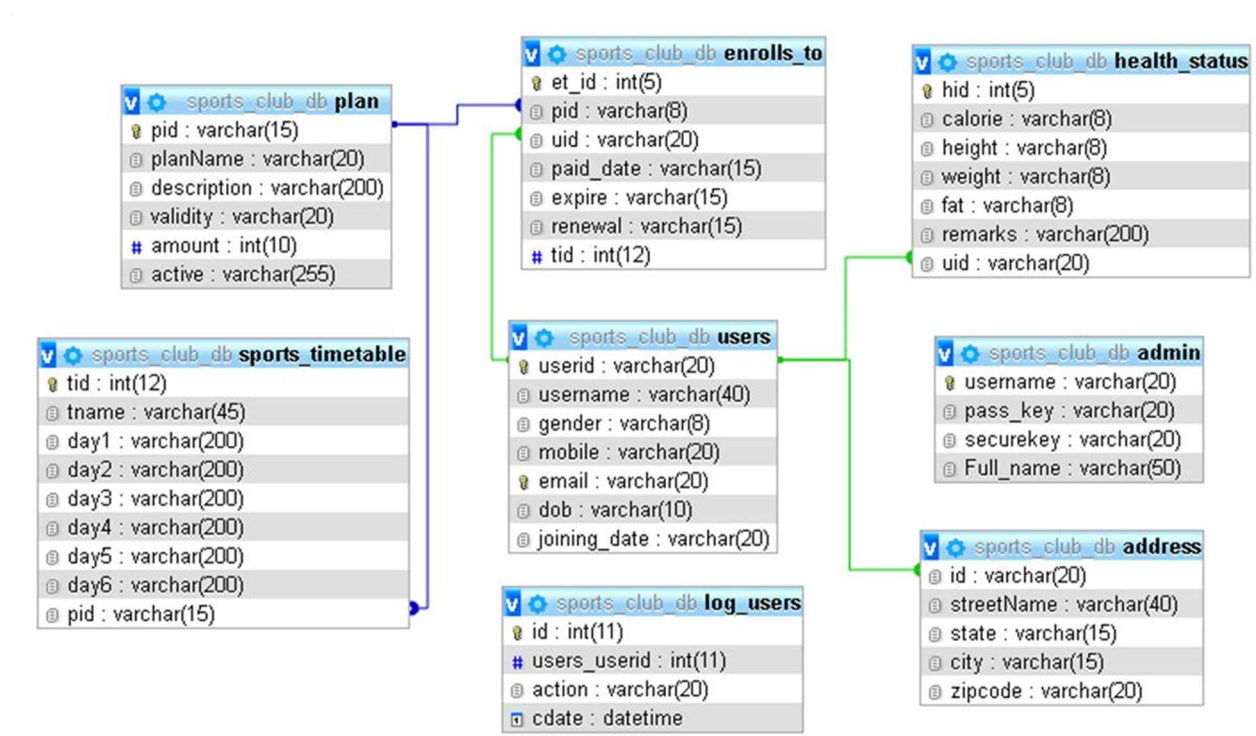 sports_club_db plan
pid : varchar(15)
planName : varchar(20)
description : varchar(200)
validity : varchar(20)
# amount : int(10)
active : varchar(255)
sports_club_db enrolls_to
et_id : int(5)
pid : varchar(8)
uid : varchar(20)
paid_date : varchar(15)
expire : varchar(15)
renewal : varchar(15)
# tid : int(12)
sports_club_db health_status
hid : int(5)
calorie : varchar(8)
height : varchar(8)
weight : varchar(8)
fat : varchar(8)
remarks : varchar(200)
uid : varchar(20)
sports_club_db sports_timetable
tid : int(12)
tname : varchar(45)
day1 : varchar(200)
day2 : varchar(200)
day3 : varchar(200)
day4 : varchar(200)
day5 : varchar(200)
day6 : varchar(200)
pid : varchar(15)
sports_club_db users
userid : varchar(20)
username : varchar(40)
gender : varchar(8)
mobile : varchar(20)
email : varchar(20)
dob : varchar(10)
joining_date : varchar(20)
sports_club_db admin
username : varchar(20)
pass_key : varchar(20)
securekey : varchar(20)
Full_name : varchar(50)
sports_club_db log_users
id : int(11)
# users_userid : int(11)
action : varchar(20)
cdate : datetime
sports_club_db address
id : varchar(20)
streetName : varchar(40)
state : varchar(15)
city : varchar(15)
zipcode : varchar(20)